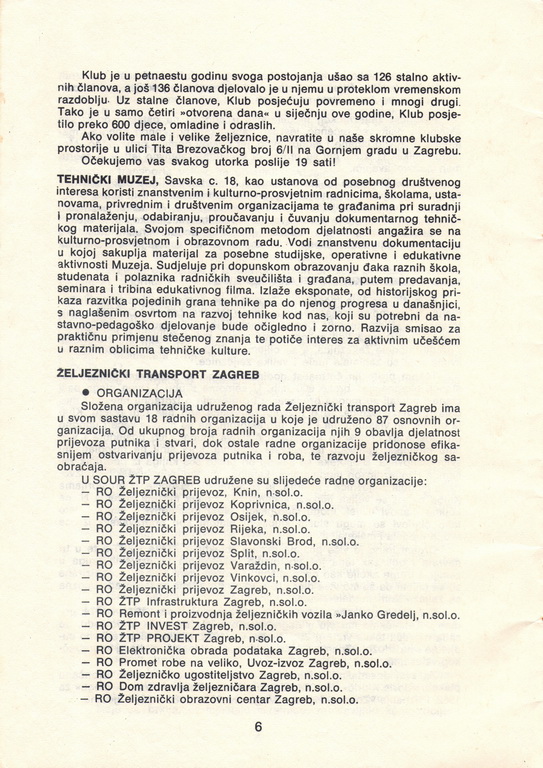 Klub je u petnaestu godinu svoga postojanja ušao sa 126 stalno aktiv-
nih članova, a još 136 članova djelovalo je u njemu u proteklom vremenskom
razdoblju. Uz stalne članove, Klub posjećuju povremeno i mnogi drugi.
Tako je u samo četiri »otvorena dana« u siječnju ove godine, Klub posje-
tilo preko 600 djece, omladine i odraslih.
Ako volite male i velike željeznice, navratite u naše skromne klubske
prostorije u ulici Tita Brezovačkog broj 6/II na Gornjem gradu u Zagrebu.
Očekujemo vas svakog utorka poslije 19 sati!
TEHNIČKI MUZEJ, Savska c. 18, kao ustanova od posebnog društvenog
interesa koristi znanstvenim i kulturno-prosvjetnim radnicima, školama, usta-
novama, privrednim i društvenim organizacijama te građanima pri suradnji
i pronalaženju, odabiranju, proučavanju i čuvanju dokumentarnog tehnič-
kog materijala. Svojom specifičnom metodom djelatnosti angažira se na
kulturno-prosvjetnom i obrazovnom radu. Vodi znanstvenu dokumentaciju
u kojoj sakuplja materijal za posebne studijske, operativne i edukativne
aktivnosti Muzeja. Sudjeluje pri dopunskom obrazovanju đaka raznih škola,
studenata i polaznika radničkih sveučilišta i građana, putem predavanja,
seminara i tribina edukativnog filma. Izlaže eksponate, od historijskog pri-
kaza razvitka pojedinih grana tehnike pa do njenog progresa u današnjici,
s naglašenim osvrtom na razvoj tehnike kod nas, koji su potrebni da na-
stavno-pedagoško djelovanje bude očigledno i zorno. Razvija smisao za
praktičnu primjenu stečenog znanja te potiče interes za aktivnim učešćem
u raznim oblicima tehničke kulture.
ŽELJEZNIČKI TRANSPORT ZAGREB
● ORGANIZACIJA
Složena organizacija udruženog rada Željeznički transport Zagreb ima
u svom sastavu 18 radnih organizacija u koje je udruženo 87 osnovnih or-
ganizacija. Od ukupnog broja radnih organizacija njih 9 obavlja djelatnost
prijevoza putnika i stvari, dok ostale radne organizacije pridonose efika-
snijem ostvarivanju prijevoza putnika i roba, te razvoju željezničkog sa-
obraćaja.
U SOUR ŽTP ZAGREB udružene su slijedeće radne organizacije:
— RO Željeznički prijevoz, Knin, n.sol.o.
— RO Željeznički prijevoz Koprivnica, n.sol.o.
— RO Željeznički prijevoz Osijek, n.sol.o.
— RO Željeznički prijevoz Rijeka, n.sol.o.
— RO Željeznički prijevoz Slavonski Brod, n.sol.o.
— RO Željeznički prijevoz Split, n.sol.o.
— RO Željeznički prijevoz Varaždin, n.sol.o.
— RO Željeznički prijevoz Vinkovci, n.sol.o.
— RO Željeznički prijevoz Zagreb, n.sol.o.
— RO ŽTP Infrastruktura Zagreb, n.sol.o.
— RO Remont i proizvodnja željezničkih vozila »Janko Gredelj, n.sol.o.
— RO ŽTP INVEST Zagreb, n.sol.o.
— RO ŽTP PROJEKT Zagreb, n.sol.o.
— RO Elektronička obrada podataka Zagreb, n.sol.o.
— RO Promet robe na veliko, Uvoz-izvoz Zagreb, n.sol.o.
— RO Željezničko ugostiteljstvo Zagreb, n.sol.o.
— RO Dom zdravlja željezničara Zagreb, n.sol.o.
— RO Željeznički obrazovni centar Zagreb, n.sol.o.
6